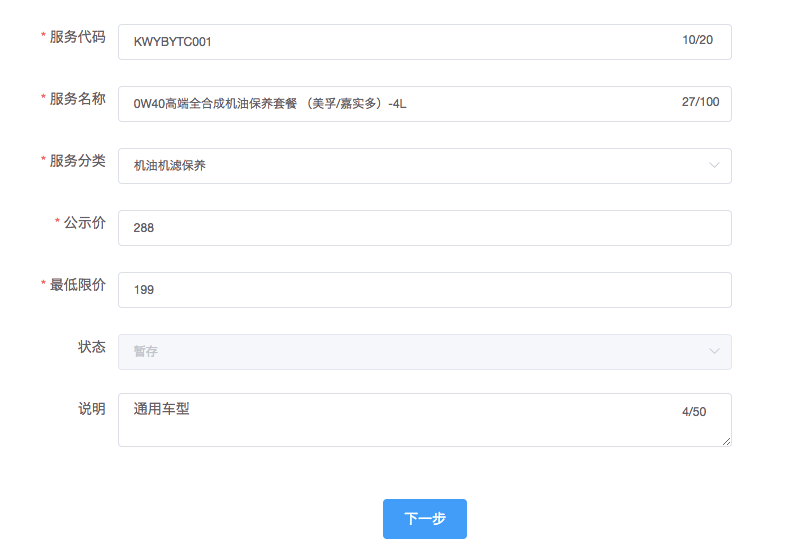 * 服务代码 KWYBYTC001 10/20
* 服务名称 0W40高端全合成机油保养套餐 （美孚/嘉实多）-4L 27/100
* 服务分类 机油机滤保养
* 公示价 288
* 最低限价 199
状态 暂存
说明 通用车型 4/50
下一步